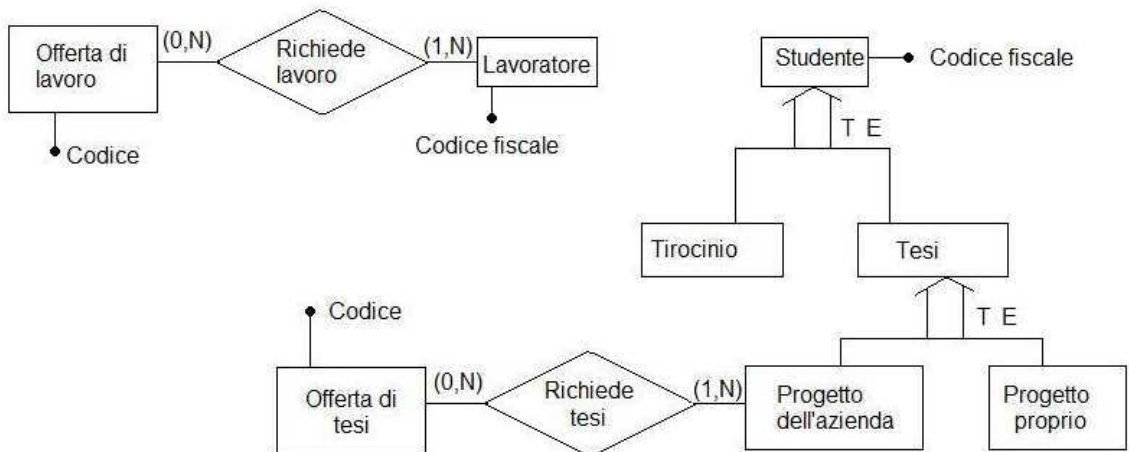 Offerta di
lavoro
(0,N)
Richiede
lavoro
(1,N)
Lavoratore
Codice
Codice fiscale
Studente
Codice fiscale
T E
Tirocinio
Tesi
T E
Codice
Offerta di
tesi
(0,N)
Richiede
tesi
(1,N)
Progetto
dell'azienda
Progetto
proprio